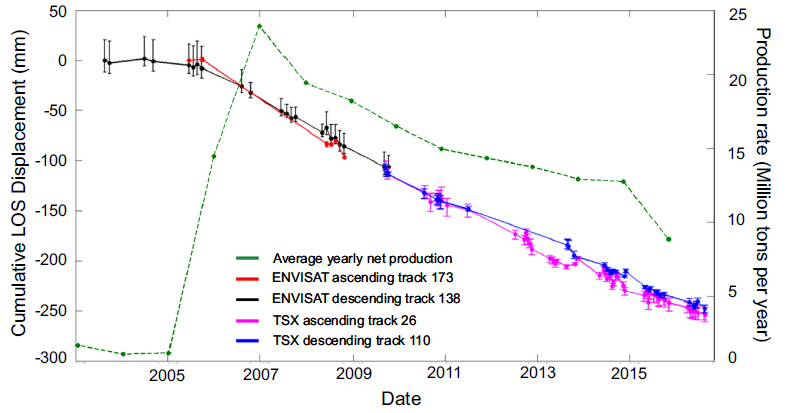 Cumulative LOS Displacement (mm)
50
0
-50
-100
-150
-200
-250
-300
Average yearly net production
ENVISAT ascending track 173
ENVISAT descending track 138
TSX ascending track 26
TSX descending track 110
2005
2007
2009
2011
2013
2015
Date
25
20
15
10
5
0
Production rate (Million tons per year)